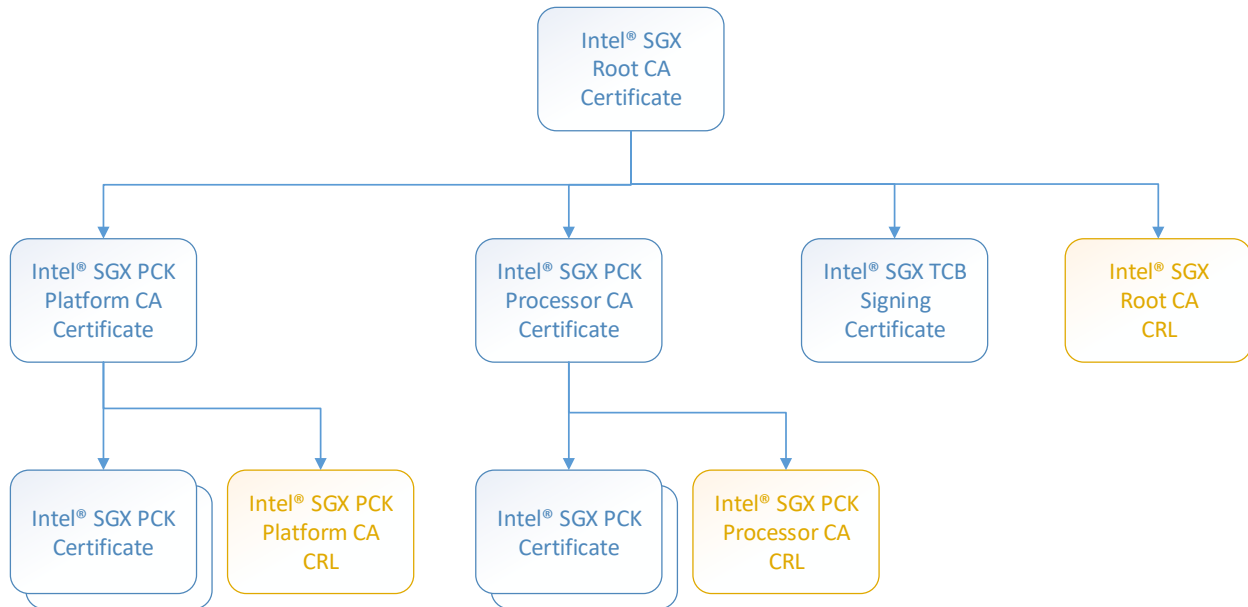 Intel® SGX
Root CA
Certificate
Intel® SGX PCK
Platform CA
Certificate
Intel® SGX PCK
Processor CA
Certificate
Intel® SGX TCB
Signing
Certificate
Intel® SGX
Root CA
CRL
Intel® SGX PCK
Certificate
Intel® SGX PCK
Platform CA
CRL
Intel® SGX PCK
Certificate
Intel® SGX PCK
Processor CA
CRL